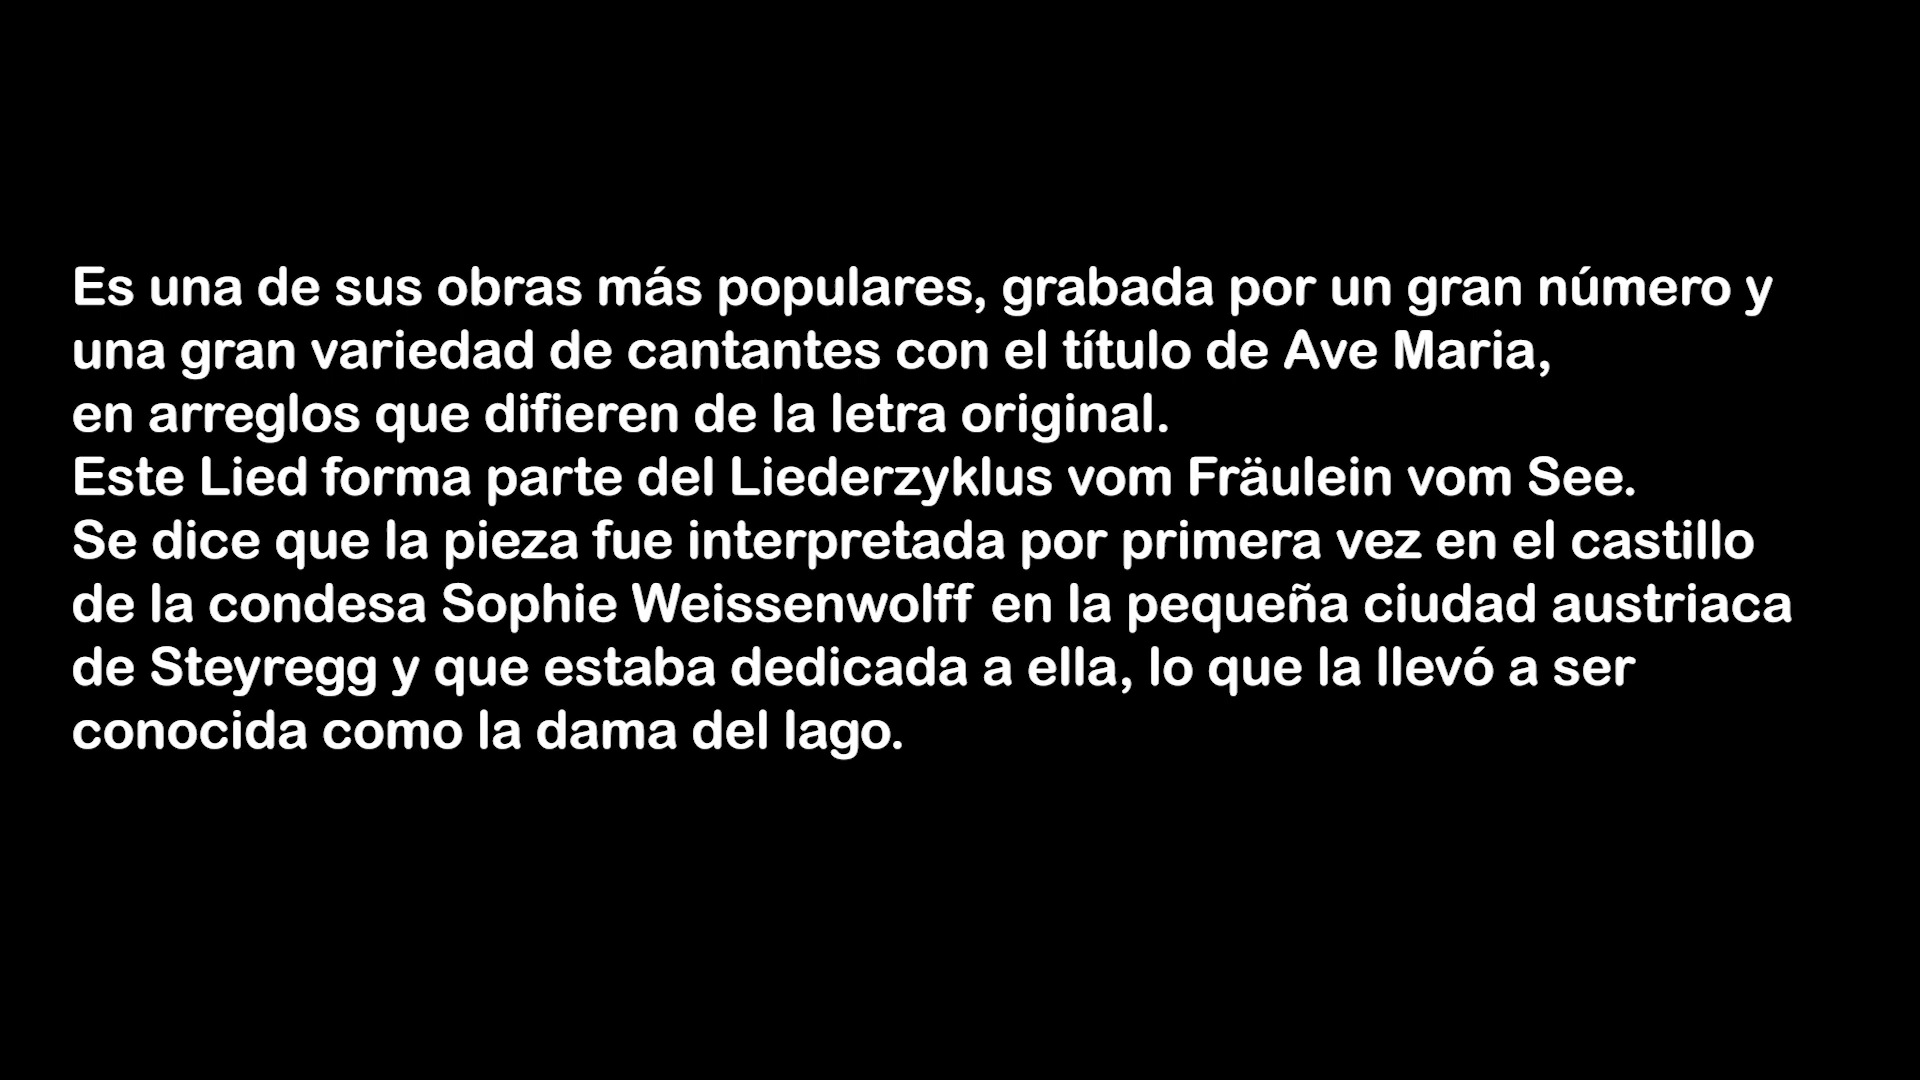 Es una de sus obras más populares, grabada por un gran número y
una gran variedad de cantantes con el título de Ave Maria,
en arreglos que difieren de la letra original.
Este Lied forma parte del Liederzyklus vom Fräulein vom See.
Se dice que la pieza fue interpretada por primera vez en el castillo
de la condesa Sophie Weissenwolff en la pequeña ciudad austriaca
de Steyregg y que estaba dedicada a ella, lo que la llevó a ser
conocida como la dama del lago.